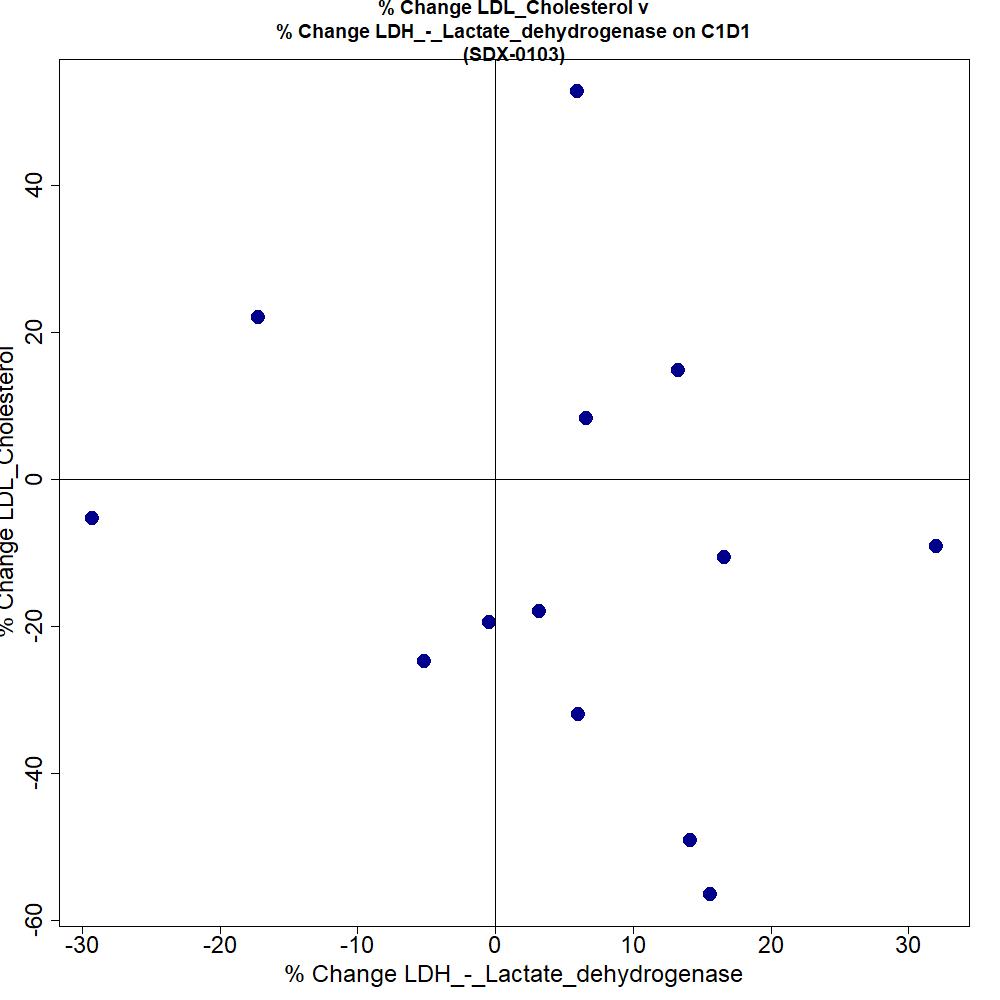 % Change LDL_Cholesterol v
% Change LDH_-_Lactate_dehydrogenase on C1D1
(SDX-0103)
% Change LDL_Cholesterol
40
20
0
-20
-40
-60
-30
-20
-10
0
10
20
30
% Change LDH_-_Lactate_dehydrogenase